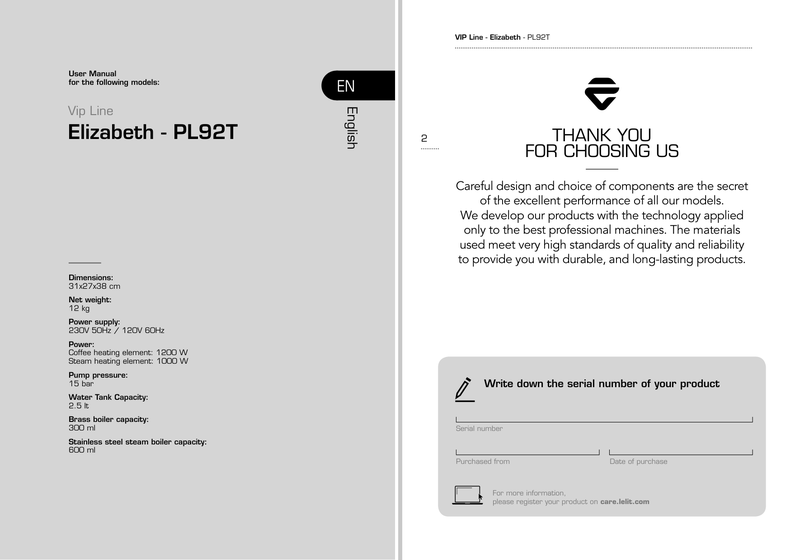 User Manual
for the following models:
Vip Line
Elizabeth - PL92T
EN
English
Dimensions:
31x27x38 cm
Net weight:
12 kg
Power supply:
230V 50Hz / 120V 60Hz
Power:
Coffee heating element: 1200 W
Steam heating element: 1000 W
Pump pressure:
15 bar
Water Tank Capacity:
2.5 lt
Brass boiler capacity:
300 ml
Stainless steel steam boiler capacity:
600 ml
VIP Line - Elizabeth - PL92T
2
THANK YOU
FOR CHOOSING US
Careful design and choice of components are the secret
of the excellent performance of all our models.
We develop our products with the technology applied
only to the best professional machines. The materials
used meet very high standards of quality and reliability
to provide you with durable, and long-lasting products.
Write down the serial number of your product
Serial number
Purchased from
Date of purchase
For more information,
please register your product on care.lelit.com